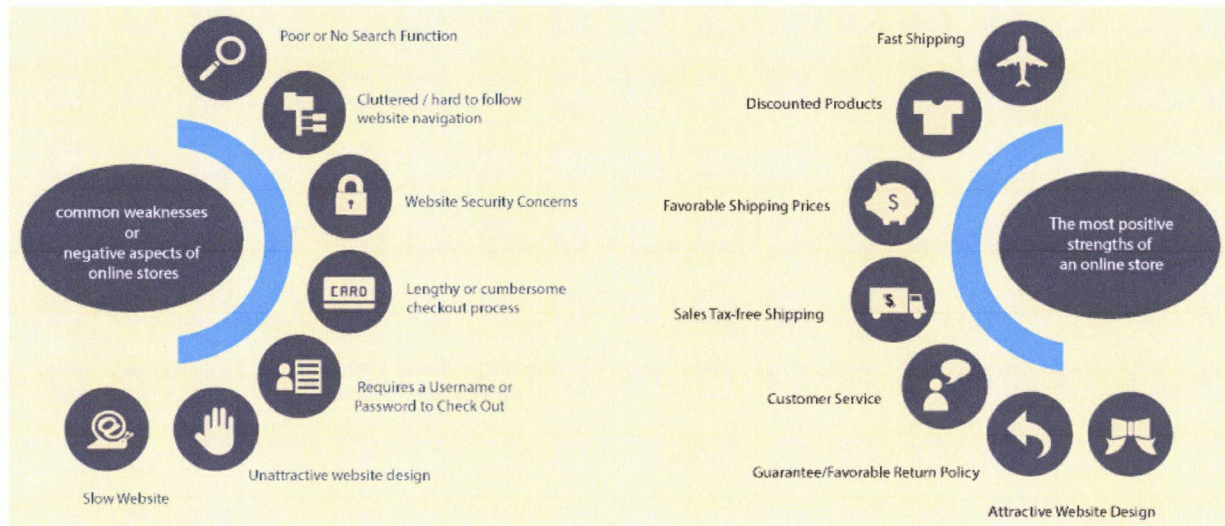 Poor or No Search Function
Cluttered / hard to follow
website navigation
Website Security Concerns
common weaknesses
or
negative aspects of
online stores
CARD
Lengthy or cumbersome
checkout process
Requires a Username or
Password to Check Out
Unattractive website design
Slow Website
Fast Shipping
Discounted Products
$
Favorable Shipping Prices
The most positive
strengths of
an online store
$
Sales Tax-free Shipping
Customer Service
Guarantee/Favorable Return Policy
Attractive Website Design